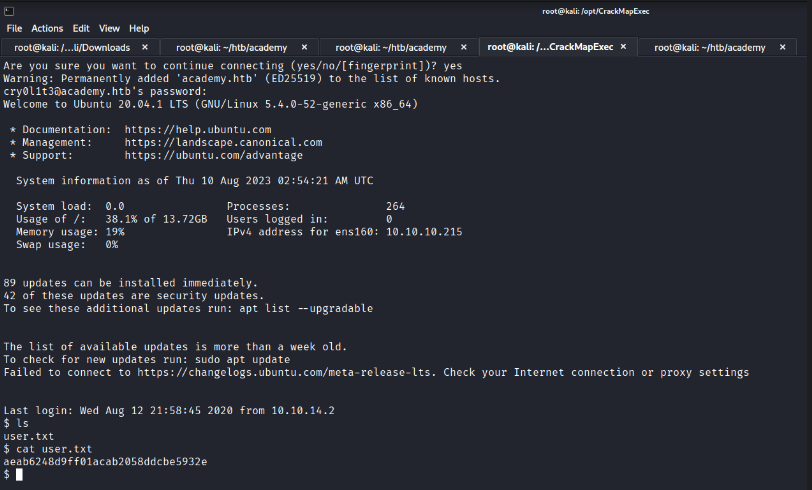 root@kali: /opt/CrackMapExec
File Actions Edit View Help
root@kali: /...li/Downloads × root@kali: ~/htb/academy × root@kali: ~/htb/academy × root@kali: /...CrackMapExec × root@kali: ~/htb/academy ×
Are you sure you want to continue connecting (yes/no/[fingerprint])? yes
Warning: Permanently added 'academy.htb' (ED25519) to the list of known hosts.
cry0l1t3@academy.htb's password:
Welcome to Ubuntu 20.04.1 LTS (GNU/Linux 5.4.0-52-generic x86_64)
* Documentation:  https://help.ubuntu.com
* Management:     https://landscape.canonical.com
* Support:        https://ubuntu.com/advantage
System information as of Thu 10 Aug 2023 02:54:21 AM UTC
System load:  0.0                Processes:               264
Usage of /:   38.1% of 13.72GB   Users logged in:         0
Memory usage: 19%                IPv4 address for ens160: 10.10.10.215
Swap usage:   0%
89 updates can be installed immediately.
42 of these updates are security updates.
To see these additional updates run: apt list --upgradable
The list of available updates is more than a week old.
To check for new updates run: sudo apt update
Failed to connect to https://changelogs.ubuntu.com/meta-release-lts. Check your Internet connection or proxy settings
Last login: Wed Aug 12 21:58:45 2020 from 10.10.14.2
$ ls
user.txt
$ cat user.txt
aeab6248d9ff01acab2058ddcbe5932e
$